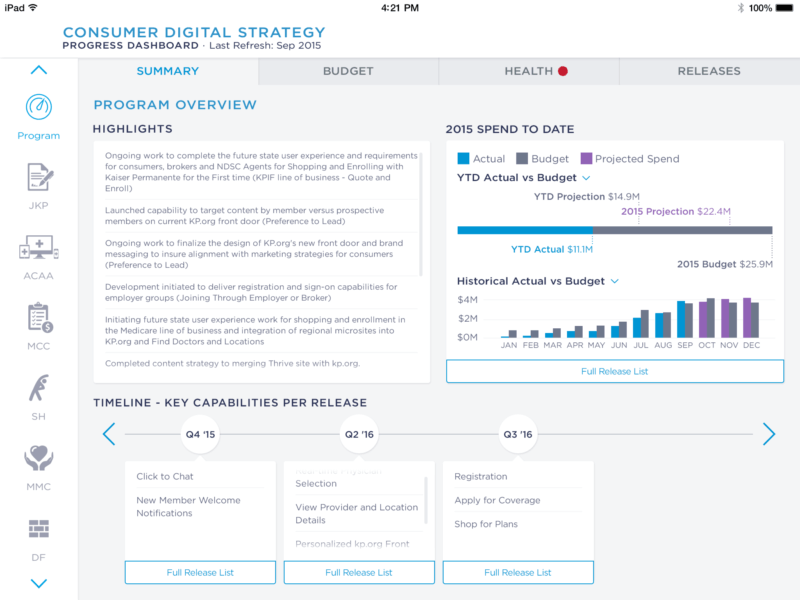 iPad
4:21 PM
100%
CONSUMER DIGITAL STRATEGY
PROGRESS DASHBOARD · Last Refresh: Sep 2015
SUMMARY
BUDGET
HEALTH
RELEASES
Program
JKP
ACAA
MCC
SH
MMC
DF
PROGRAM OVERVIEW
HIGHLIGHTS
Ongoing work to complete the future state user experience and requirements
for consumers, brokers and NDSC Agents for Shopping and Enrolling with
Kaiser Permanente for the First time (KPIF line of business - Quote and
Enroll)
Launched capability to target content by member versus prospective
members on current KP.org front door (Preference to Lead)
Ongoing work to finalize the design of KP.org's new front door and brand
messaging to insure alignment with marketing strategies for consumers
(Preference to Lead)
Development initiated to deliver registration and sign-on capabilities for
employer groups (Joining Through Employer or Broker)
Initiating future state user experience work for shopping and enrollment in
the Medicare line of business and integration of regional microsites into
KP.org and Find Doctors and Locations
Completed content strategy to merging Thrive site with kp.org.
2015 SPEND TO DATE
Actual Budget Projected Spend
YTD Actual vs Budget
YTD Projection $14.9M
2015 Projection $22.4M
YTD Actual $11.1M
2015 Budget $25.9M
Historical Actual vs Budget
$4M
$2M
$0M
JAN FEB MAR APR MAY JUN JUL AUG SEP OCT NOV DEC
Full Release List
TIMELINE - KEY CAPABILITIES PER RELEASE
Q4 '15
Q2 '16
Q3 '16
Click to Chat
New Member Welcome
Notifications
Full Release List
Selection
View Provider and Location
Details
Personalized kp.org Front
Full Release List
Registration
Apply for Coverage
Shop for Plans
Full Release List